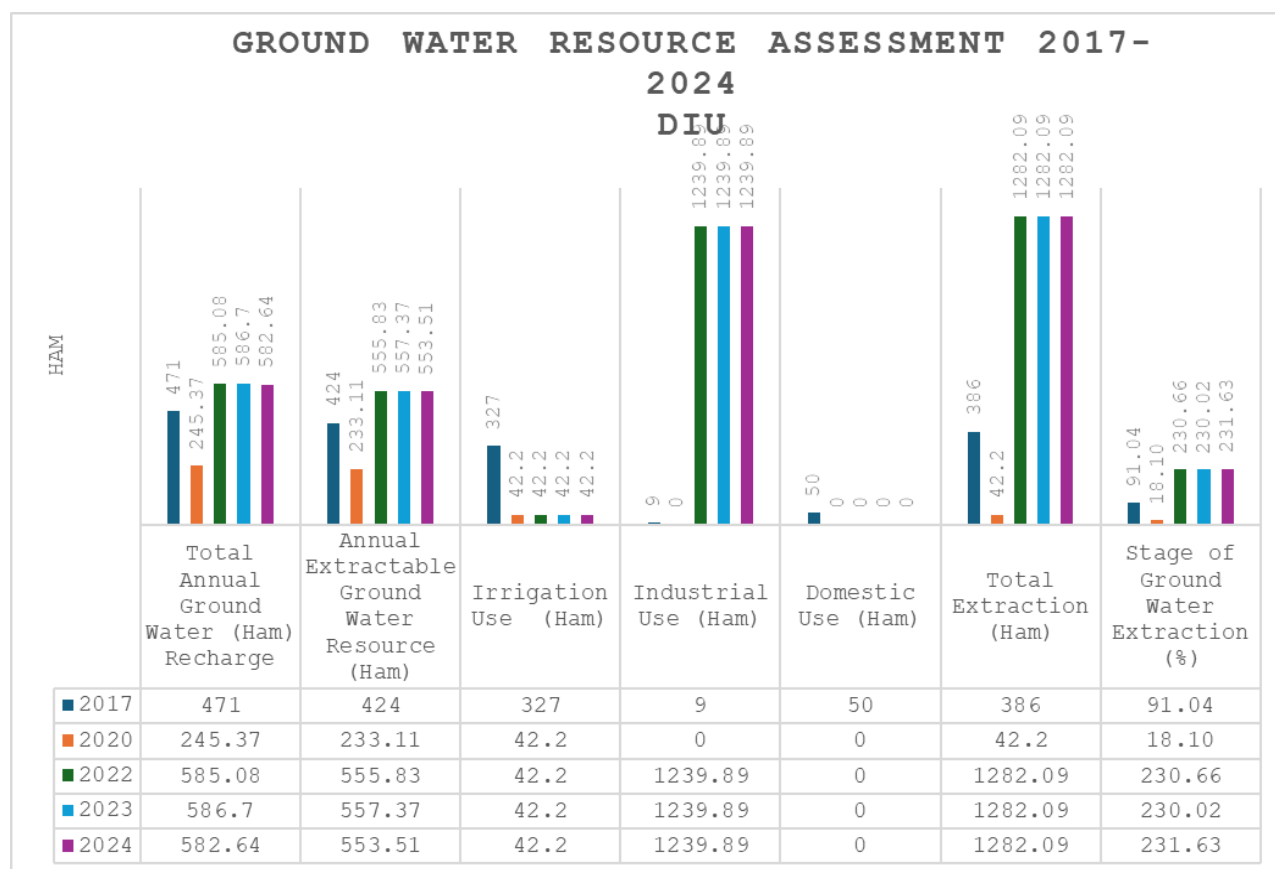 GROUND WATER RESOURCE ASSESSMENT 2017-
2024
DIU
HAM
471
245.37
585.08
586.7
582.64
424
233.11
555.83
557.37
553.51
327
42.2
42.2
42.2
42.2
9
0
1239.89
1239.89
1239.89
50
0
0
0
0
386
42.2
1282.09
1282.09
1282.09
91.04
18.10
230.66
230.02
231.63
Total
Annual
Ground
Water (Ham)
Recharge
Annual
Extractable
Ground
Water
Resource
(Ham)
Irrigation
Use (Ham)
Industrial
Use (Ham)
Domestic
Use (Ham)
Total
Extraction
(Ham)
Stage of
Ground
Water
Extraction
(%)
2017 471 424 327 9 50 386 91.04
2020 245.37 233.11 42.2 0 0 42.2 18.10
2022 585.08 555.83 42.2 1239.89 0 1282.09 230.66
2023 586.7 557.37 42.2 1239.89 0 1282.09 230.02
2024 582.64 553.51 42.2 1239.89 0 1282.09 231.63